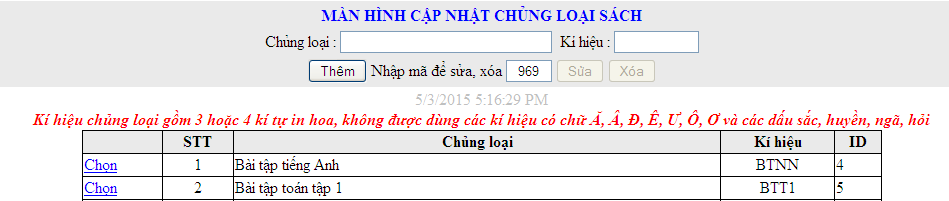 MÀN HÌNH CẬP NHẬT CHỦNG LOẠI SÁCH
Chủng loại : Kí hiệu :
Thêm Nhập mã để sửa, xóa 969 Sửa Xóa
5/3/2015 5:16:29 PM
Kí hiệu chủng loại gồm 3 hoặc 4 kí tự in hoa, không được dùng các kí hiệu có chữ Ă, Â, Đ, Ê, Ư, Ô, Ơ và các dấu sắc, huyền, ngã, hỏi
STT Chủng loại Kí hiệu ID
Chọn 1 Bài tập tiếng Anh BTNN 4
Chọn 2 Bài tập toán tập 1 BTT1 5